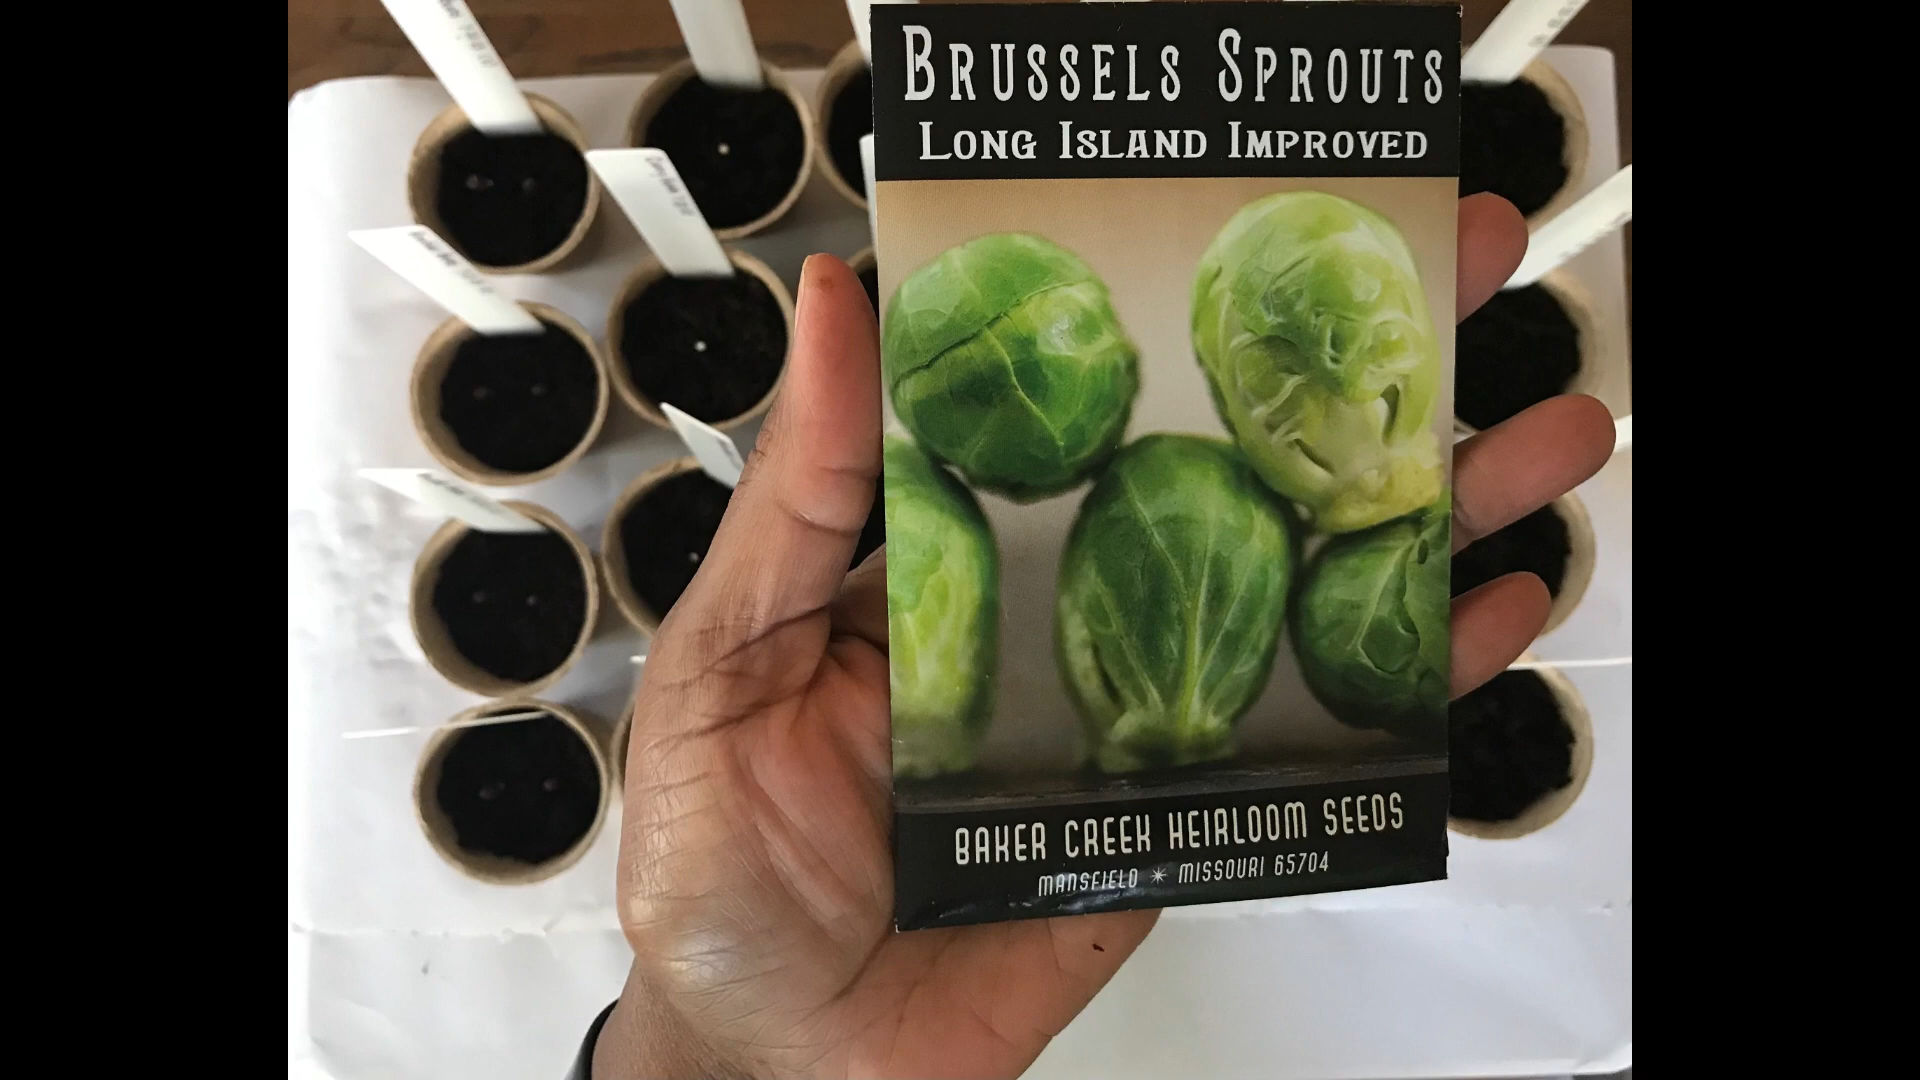 BRUSSELS SPROUTS
LONG ISLAND IMPROVED
BAKER CREEK HEIRLOOM SEEDS
MANSFIELD ✴ MISSOURI 65704